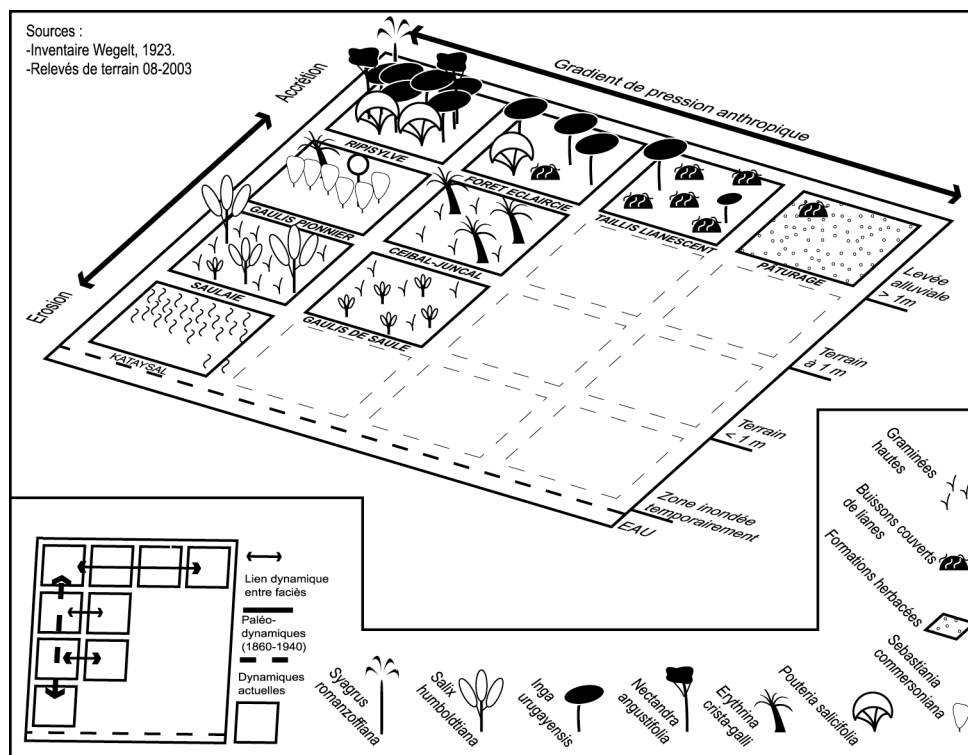 Sources :
-Inventaire Wegelt, 1923.
-Relevés de terrain 08-2003
Accrétion
Erosion
Gradient de pression anthropique
RIPISYLVE
FORET ECLAIRCIE
TAILLIS LIANESCENT
PATURAGE
GAULIS PIONNIER
CEIBAL-JUNCAL
SAULAIE
GAULIS DE SAULE
KATAYSAL
Levée
alluviale
> 1m
Terrain
à 1 m
Terrain
< 1 m
Zone inondée
temporairement
EAU
Graminées
hautes
Buissons couverts
de lianes
Formations herbacées
Sebastiania
commersoniana
Lien dynamique
entre faciès
Paléo-
dynamiques
(1860-1940)
Dynamiques
actuelles
Syagrus
romanzoffiana
Salix
humboldtiana
Inga
urugeyensis
Nectandra
angustifolia
Erythrina
crista-galli
Pouteria salicifolia